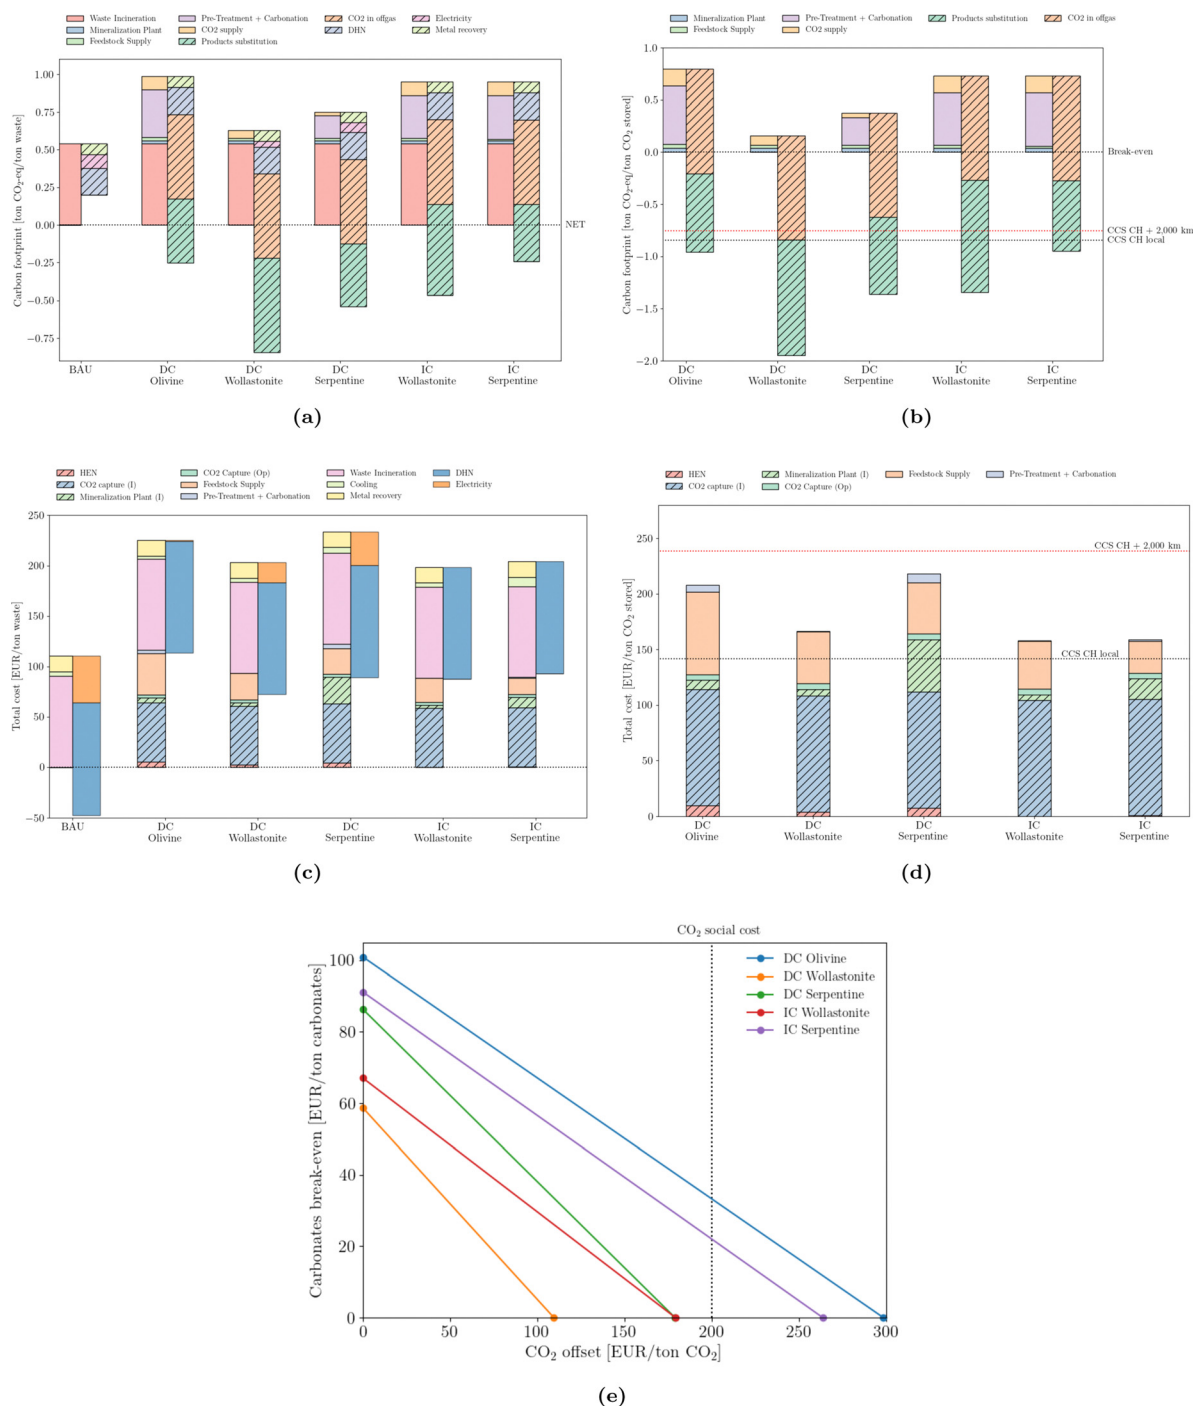 Waste Incineration
Mineralization Plant
Feedstock Supply
Pre-Treatment + Carbonation
CO2 supply
Products substitution
CO2 in offgas
DHN
Electricity
Metal recovery
Carbon footprint [ton CO₂-eq/ton waste]
1.00
0.75
0.50
0.25
0.00
−0.25
−0.50
−0.75
NET
BAU
DC
Olivine
DC
Wollastonite
DC
Serpentine
IC
Wollastonite
IC
Serpentine
(a)
Mineralization Plant
Feedstock Supply
Pre-Treatment + Carbonation
CO2 supply
Products substitution
CO2 in offgas
Carbon footprint [ton CO₂-eq/ton CO₂ stored]
1.0
0.5
0.0
−0.5
−1.0
−1.5
−2.0
Break-even
CCS CH + 2,000 km
CCS CH local
DC
Olivine
DC
Wollastonite
DC
Serpentine
IC
Wollastonite
IC
Serpentine
(b)
HEN
CO2 capture (I)
Mineralization Plant (I)
CO2 Capture (Op)
Feedstock Supply
Pre-Treatment + Carbonation
Waste Incineration
Cooling
Metal recovery
DHN
Electricity
Total cost [EUR/ton waste]
250
200
150
100
50
0
−50
BAU
DC
Olivine
DC
Wollastonite
DC
Serpentine
IC
Wollastonite
IC
Serpentine
(c)
HEN
CO2 capture (I)
Mineralization Plant (I)
CO2 Capture (Op)
Feedstock Supply
Pre-Treatment + Carbonation
Total cost [EUR/ton CO₂ stored]
250
200
150
100
50
0
CCS CH + 2,000 km
CCS CH local
DC
Olivine
DC
Wollastonite
DC
Serpentine
IC
Wollastonite
IC
Serpentine
(d)
CO₂ social cost
DC Olivine
DC Wollastonite
DC Serpentine
IC Wollastonite
IC Serpentine
Carbonates break-even [EUR/ton carbonates]
100
80
60
40
20
0
0
50
100
150
200
250
300
CO₂ offset [EUR/ton CO₂]
(e)